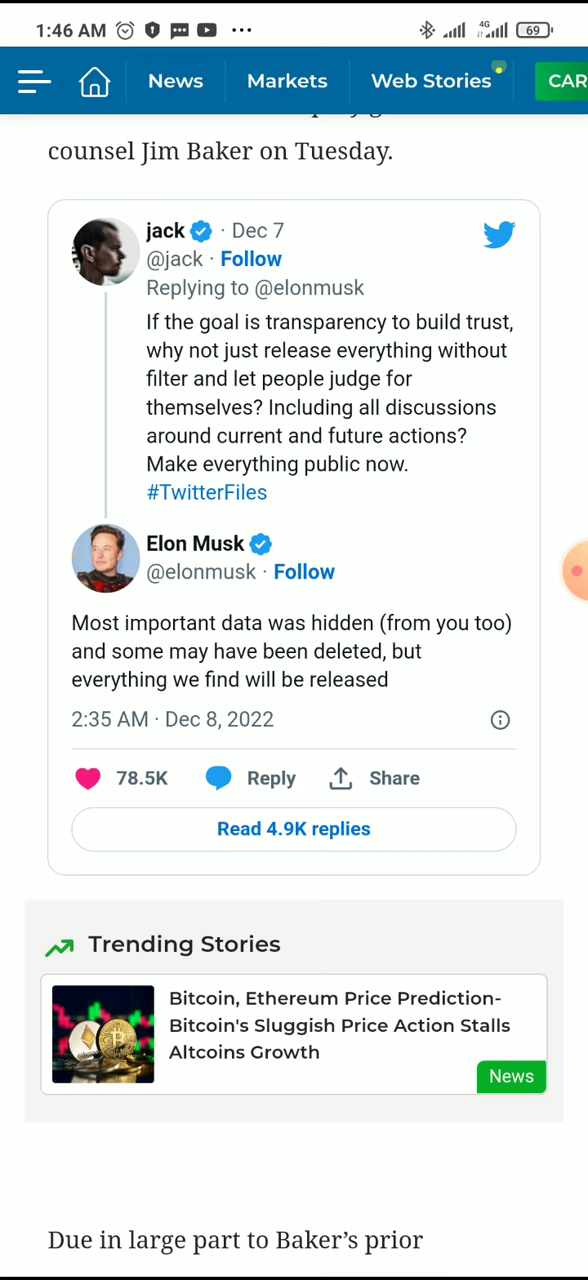 1:46 AM
4G
69
News
Markets
Web Stories
CAR
counsel Jim Baker on Tuesday.
jack · Dec 7
@jack · Follow
Replying to @elonmusk
If the goal is transparency to build trust,
why not just release everything without
filter and let people judge for
themselves? Including all discussions
around current and future actions?
Make everything public now.
#TwitterFiles
Elon Musk
@elonmusk · Follow
Most important data was hidden (from you too)
and some may have been deleted, but
everything we find will be released
2:35 AM · Dec 8, 2022
78.5K
Reply
Share
Read 4.9K replies
Trending Stories
Bitcoin, Ethereum Price Prediction-
Bitcoin's Sluggish Price Action Stalls
Altcoins Growth
News
Due in large part to Baker’s prior